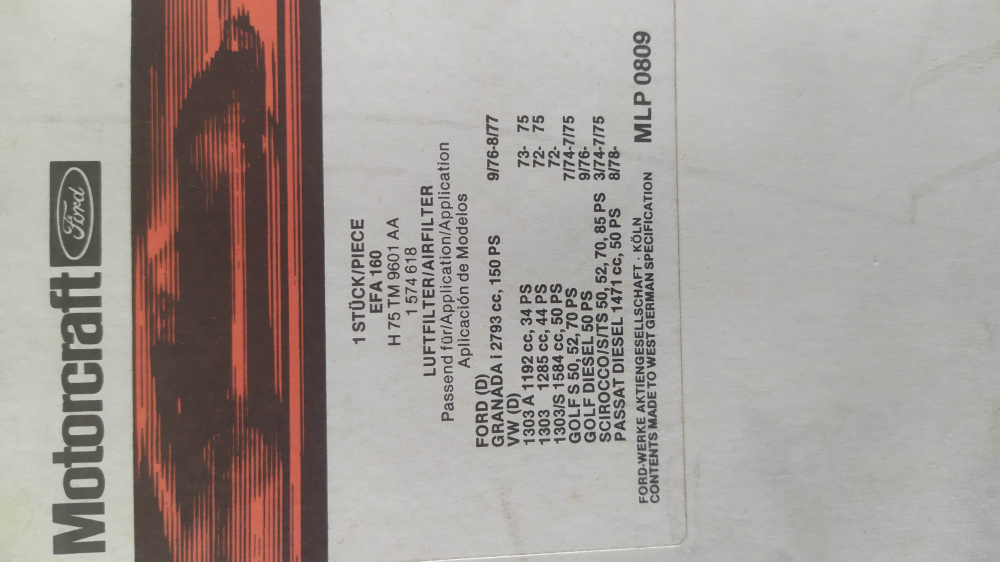 Motorcraft Ford
1 STÜCK/PIECE
EFA 160
H 75 TM 9601 AA
1 574 618
LUFTFILTER/AIRFILTER
Passend für/Application/Application
Aplicación de Modelos
FORD (D)
GRANADA i 2793 cc, 150 PS 9/76-8/77
VW (D)
1303 A 1192 cc, 34 PS 73- 75
1303 1285 cc, 44 PS 72- 75
1303/S 1584 cc, 50 PS 72-
GOLF S 50, 52, 70 PS 7/74-7/75
GOLF DIESEL 50 PS 9/76-
SCIROCCO/S/TS 50, 52, 70, 85 PS 3/74-7/75
PASSAT DIESEL 1471 cc, 50 PS 8/78-
FORD-WERKE AKTIENGESELLSCHAFT · KÖLN
CONTENTS MADE TO WEST GERMAN SPECIFICATION MLP 0809